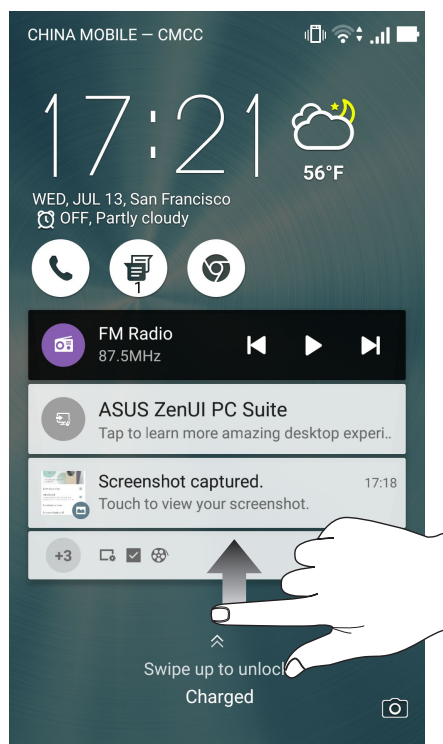 CHINA MOBILE — CMCC
17:21
56°F
WED, JUL 13, San Francisco
OFF, Partly cloudy
1
FM Radio
87.5MHz
ASUS ZenUI PC Suite
Tap to learn more amazing desktop experi..
Screenshot captured. 17:18
Touch to view your screenshot.
+3
Swipe up to unlock
Charged